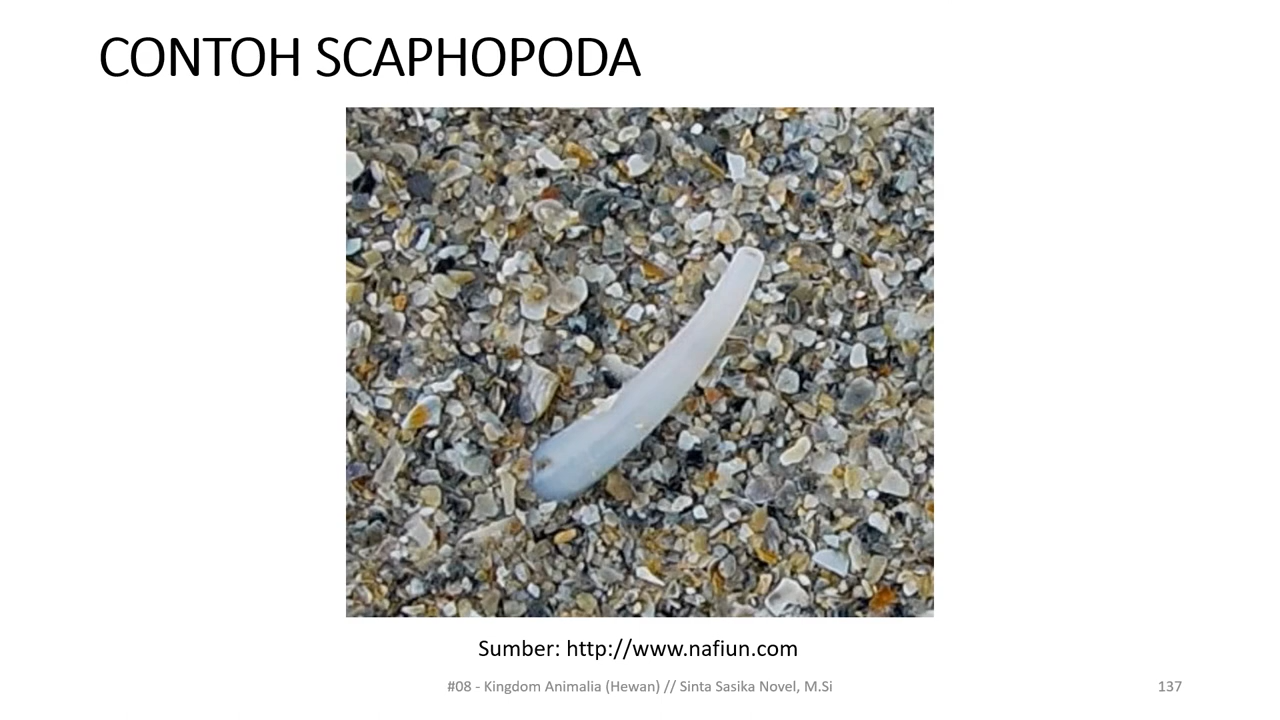 CONTOH SCAPHOPODA
Sumber: http://www.nafiun.com
#08 - Kingdom Animalia (Hewan) // Sinta Sasika Novel, M.Si
137